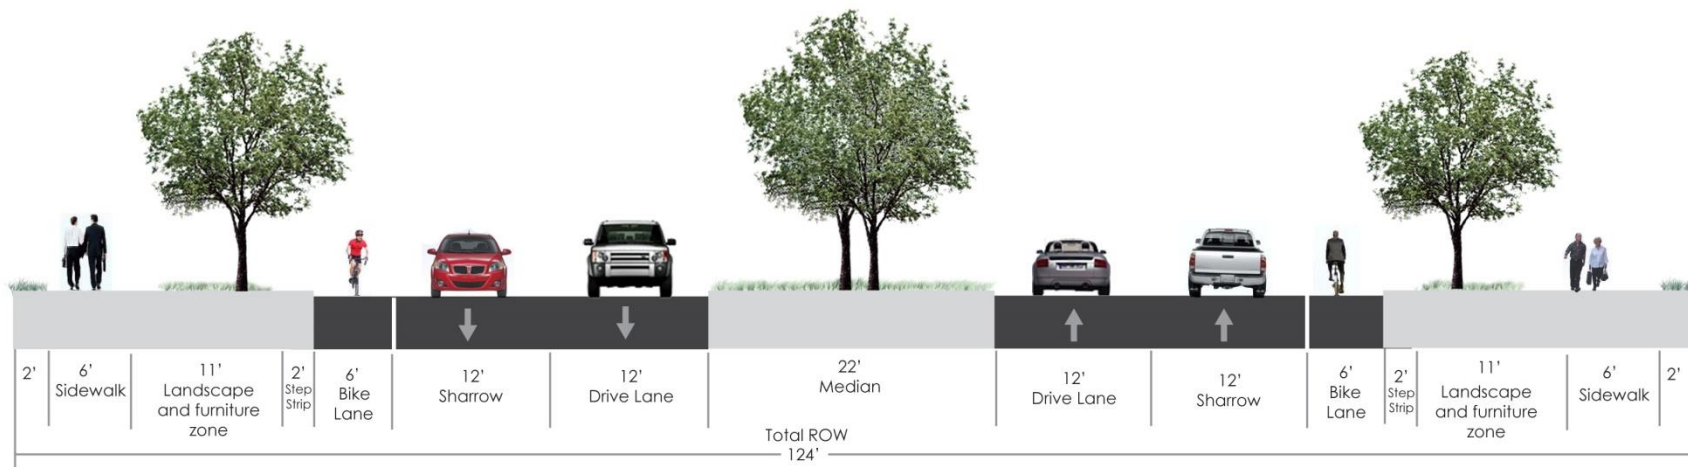 2'
6'
Sidewalk
11'
Landscape
and furniture
zone
2'
Step
Strip
6'
Bike
Lane
12'
Sharrow
12'
Drive Lane
22'
Median
12'
Drive Lane
12'
Sharrow
6'
Bike
Lane
2'
Step
Strip
11'
Landscape
and furniture
zone
6'
Sidewalk
2'
Total ROW
124'